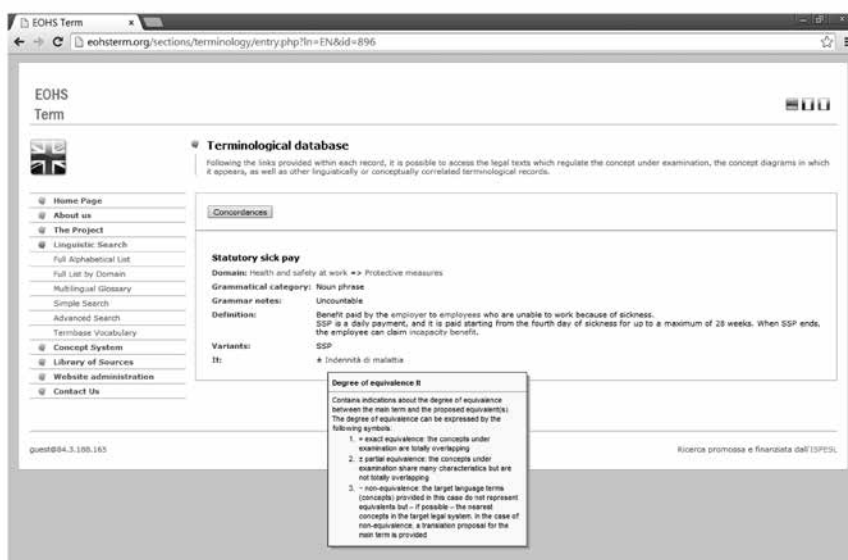 EOHS Term
eohsterm.org/sections/terminology/entry.php?ln=EN&id=896
EOHS
Term
Terminological database
Following the links provided within each record, it is possible to access the legal texts which regulate the concept under examination, the concept diagrams in which
it appears, as well as other linguistically or conceptually correlated terminological records.
Home Page
About us
The Project
Linguistic Search
Full Alphabetical List
Full List by Domain
Multilingual Glossary
Simple Search
Advanced Search
Termbase Vocabulary
Concept System
Library of Sources
Website administration
Contact Us
Concordances
Statutory sick pay
Domain: Health and safety at work => Protective measures
Grammatical category: Noun phrase
Grammar notes: Uncountable
Definition: Benefit paid by the employer to employees who are unable to work because of sickness.
SSP is a daily payment, and it is paid starting from the fourth day of sickness for up to a maximum of 28 weeks. When SSP ends,
the employee can claim incapacity benefit.
Variants: SSP
It: ± Indennità di malattia
Degree of equivalence It
Contains indications about the degree of equivalence
between the main term and the proposed equivalent(s).
The degree of equivalence can be expressed by the
following symbols:
1. = exact equivalence: the concepts under
examination are totally overlapping
2. ± partial equivalence: the concepts under
examination share many characteristics but are
not totally overlapping
3. ~ non-equivalence: the target language terms
(concepts) provided in this case do not represent
equivalents but – if possible – the nearest
concepts in the target legal system. In the case of
non-equivalence, a translation proposal for the
main term is provided
guest@84.3.188.165
Ricerca promossa e finanziata dall'ISPESL